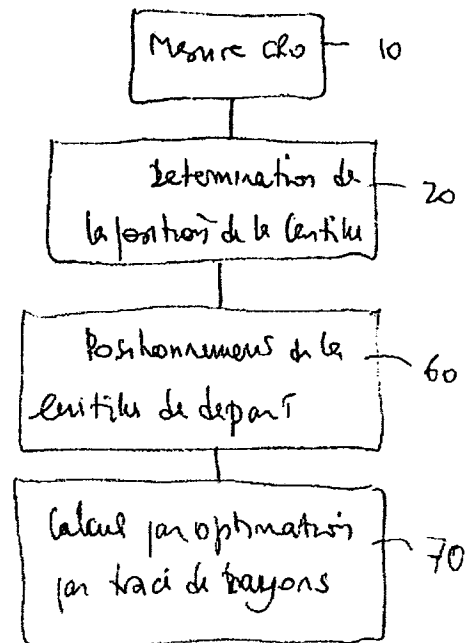 Mesure CRO 10
Determination de
la position de la lentille 20
Positionnement de la
lentille de depart 60
Calcul par optimation
par tracé de rayons 70